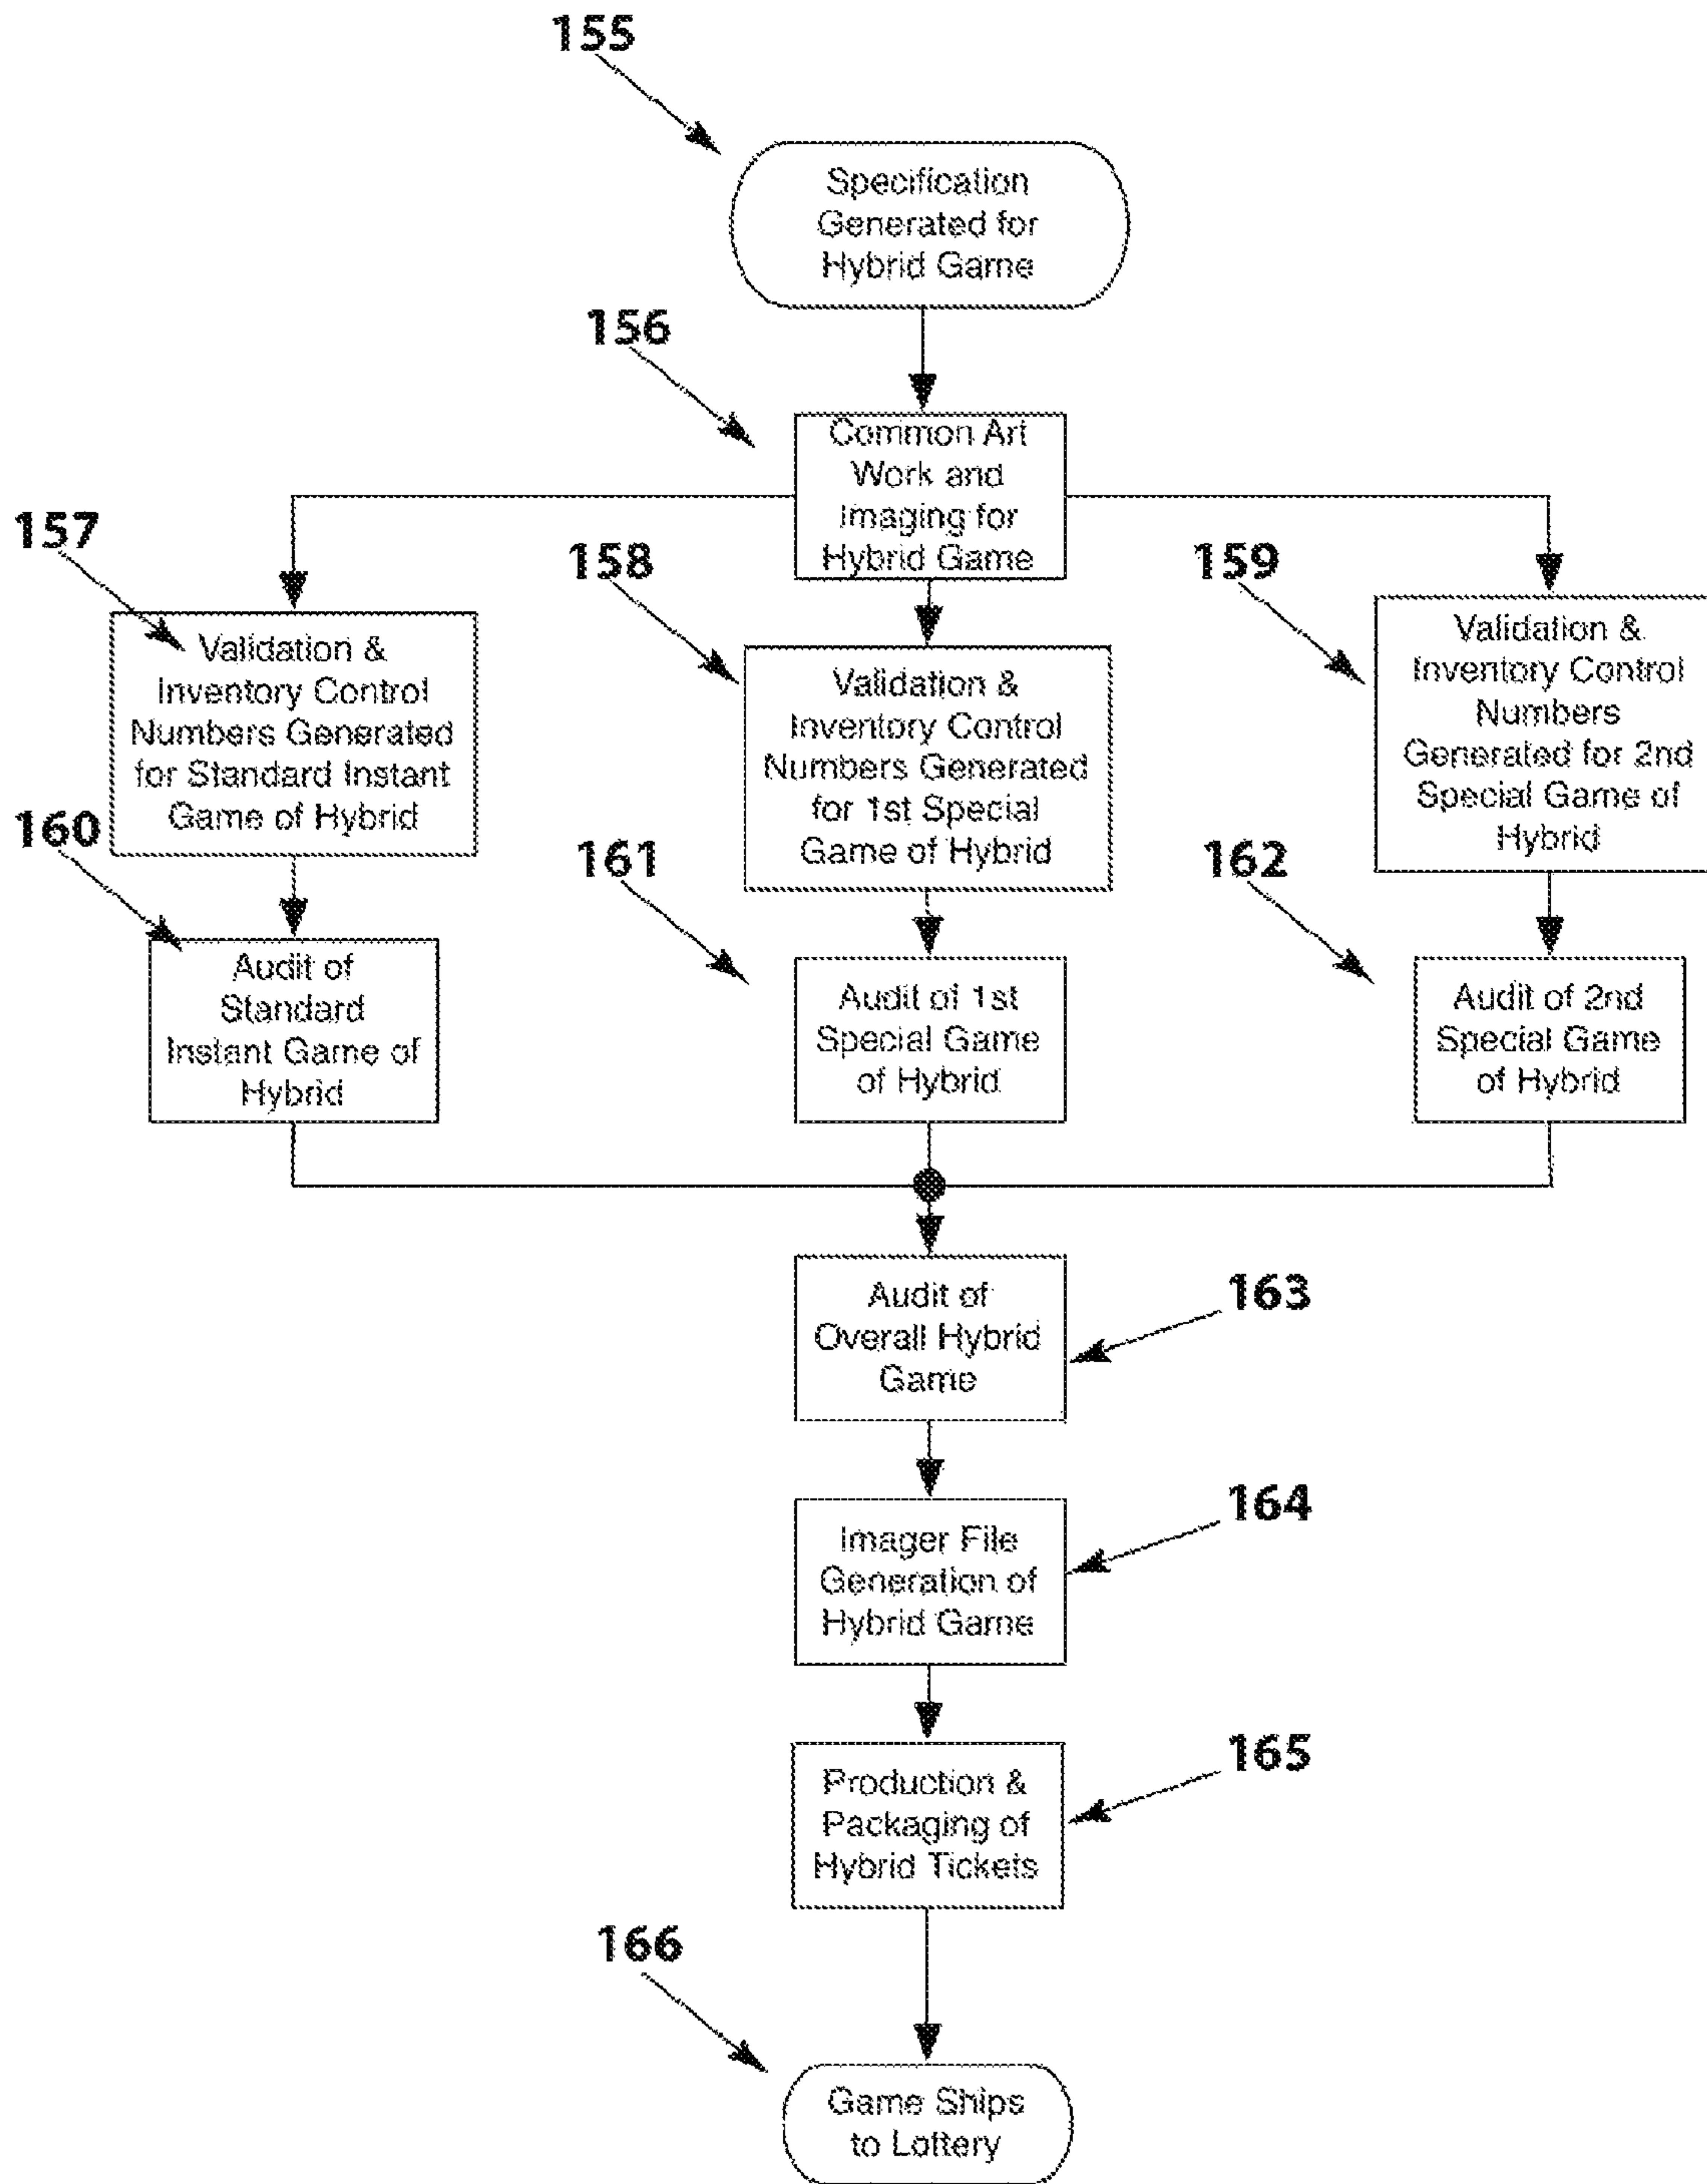 155
Specification
Generated for
Hybrid Game
156
Common Art
Work and
Imaging for
Hybrid Game
157
Validation &
Inventory Control
Numbers Generated
for Standard Instant
Game of Hybrid
158
Validation &
Inventory Control
Numbers Generated
for 1st Special
Game of Hybrid
159
Validation &
Inventory Control
Numbers
Generated for 2nd
Special Game of
Hybrid
160
Audit of
Standard
Instant Game of
Hybrid
161
Audit of 1st
Special Game
of Hybrid
162
Audit of 2nd
Special Game
of Hybrid
163
Audit of
Overall Hybrid
Game
164
Imager File
Generation of
Hybrid Game
165
Production &
Packaging of
Hybrid Tickets
166
Game Ships
to Lottery